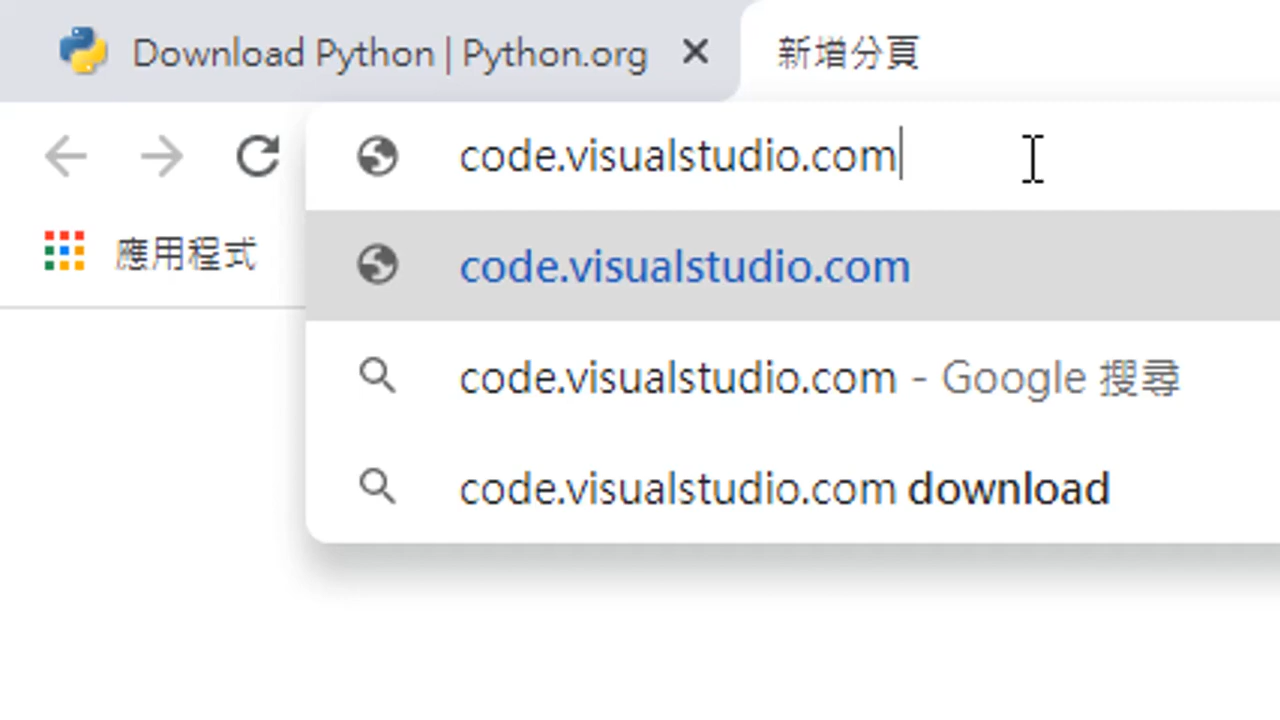 Download Python | Python.org
新增分頁
code.visualstudio.com
應用程式
code.visualstudio.com
code.visualstudio.com - Google 搜尋
code.visualstudio.com download